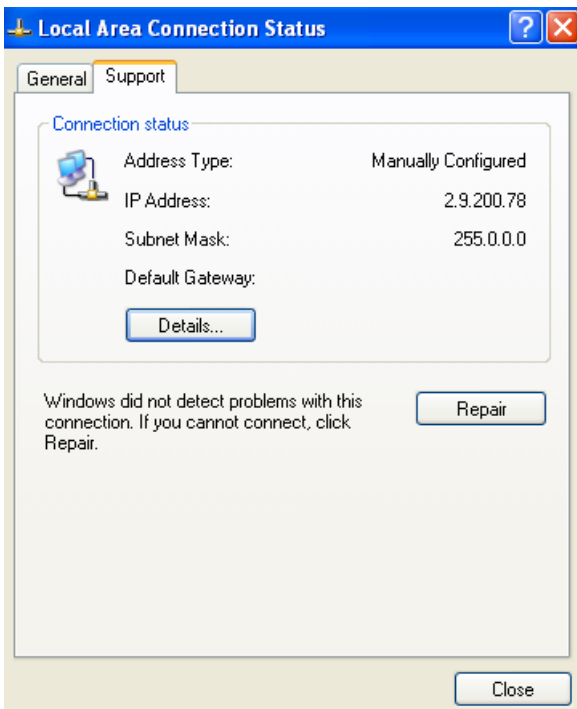 Local Area Connection Status
General
Support
Connection status
Address Type: Manually Configured
IP Address: 2.9.200.78
Subnet Mask: 255.0.0.0
Default Gateway:
Details...
Windows did not detect problems with this
connection. If you cannot connect, click
Repair.
Repair
Close